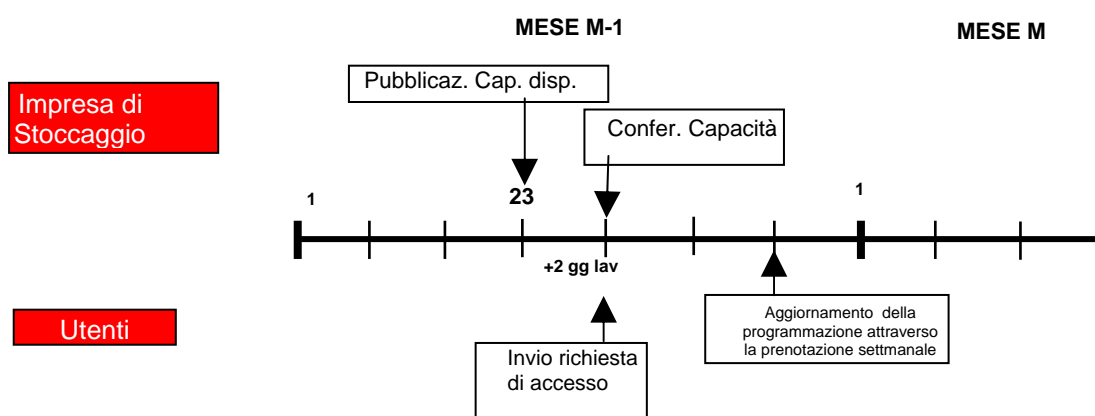 MESE M-1
MESE M
Pubblicaz. Cap. disp.
Impresa di
Stoccaggio
Confer. Capacità
1
23
1
+2 gg lav
Utenti
Invio richiesta
di accesso
Aggiornamento della
programmazione attraverso
la prenotazione settmanale